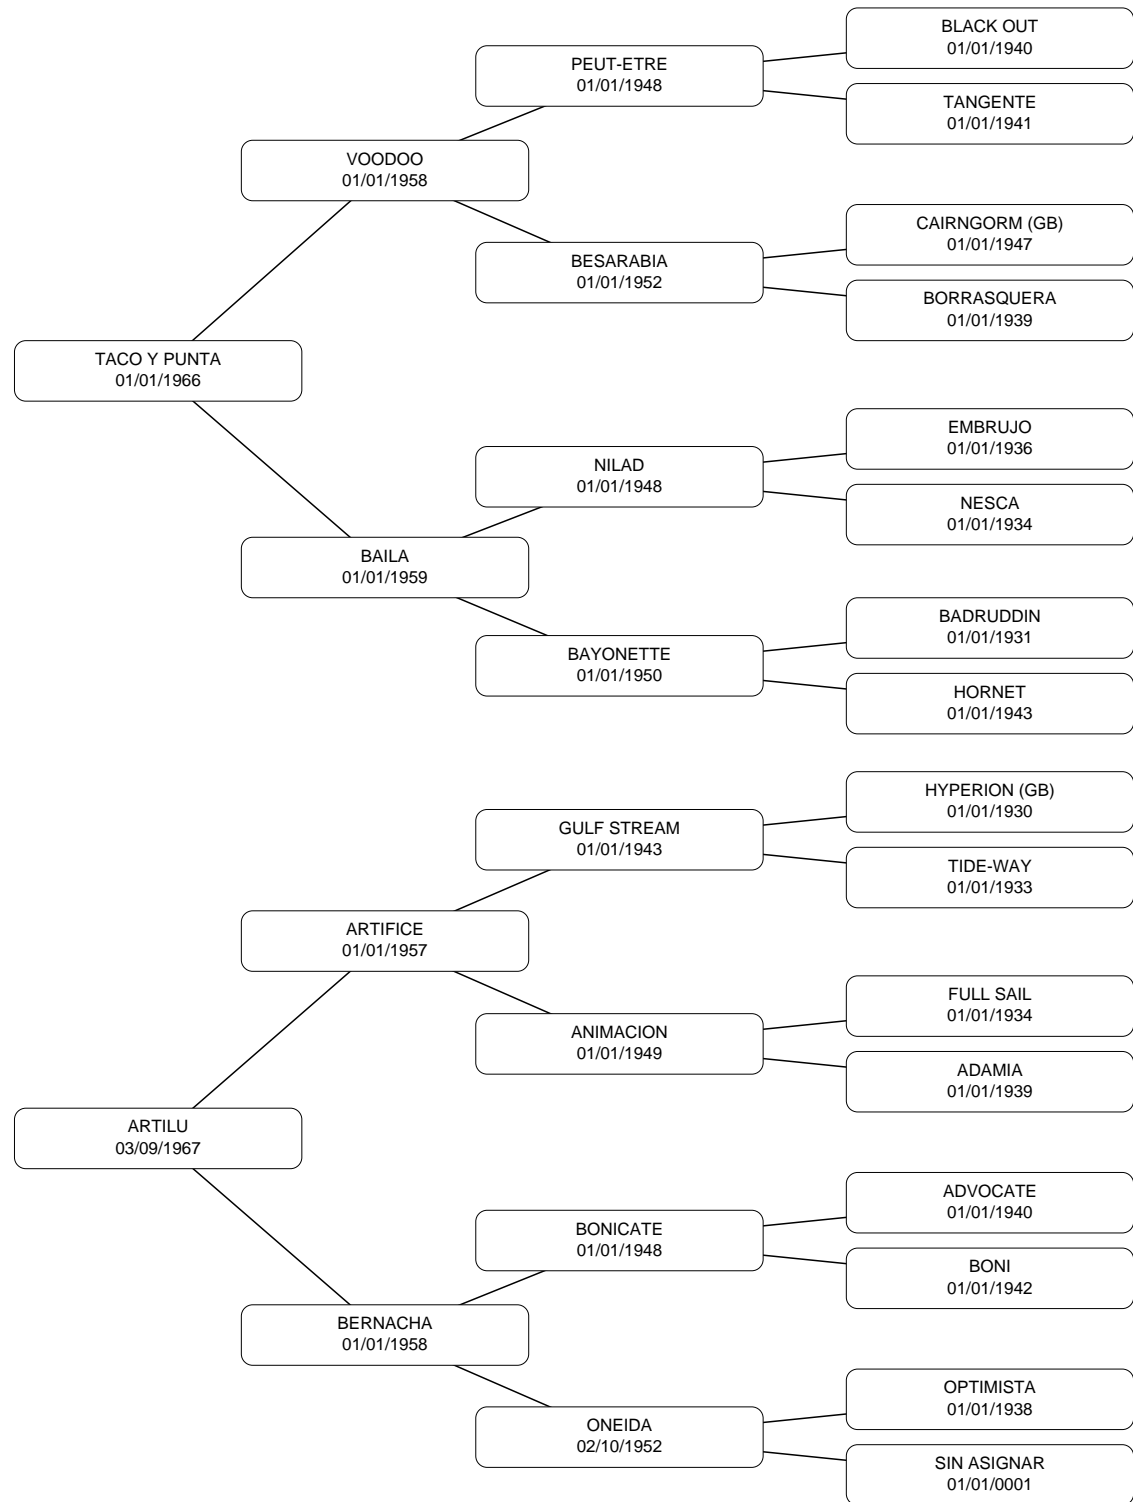 BLACK OUT
01/01/1940
PEUT-ETRE
01/01/1948
TANGENTE
01/01/1941
VOODOO
01/01/1958
CAIRNGORM (GB)
01/01/1947
BESARABIA
01/01/1952
BORRASQUERA
01/01/1939
TACO Y PUNTA
01/01/1966
EMBRUJO
01/01/1936
NILAD
01/01/1948
NESCA
01/01/1934
BAILA
01/01/1959
BADRUDDIN
01/01/1931
BAYONETTE
01/01/1950
HORNET
01/01/1943
HYPERION (GB)
01/01/1930
GULF STREAM
01/01/1943
TIDE-WAY
01/01/1933
ARTIFICE
01/01/1957
FULL SAIL
01/01/1934
ANIMACION
01/01/1949
ADAMIA
01/01/1939
ARTILU
03/09/1967
ADVOCATE
01/01/1940
BONICATE
01/01/1948
BONI
01/01/1942
BERNACHA
01/01/1958
OPTIMISTA
01/01/1938
ONEIDA
02/10/1952
SIN ASIGNAR
01/01/0001